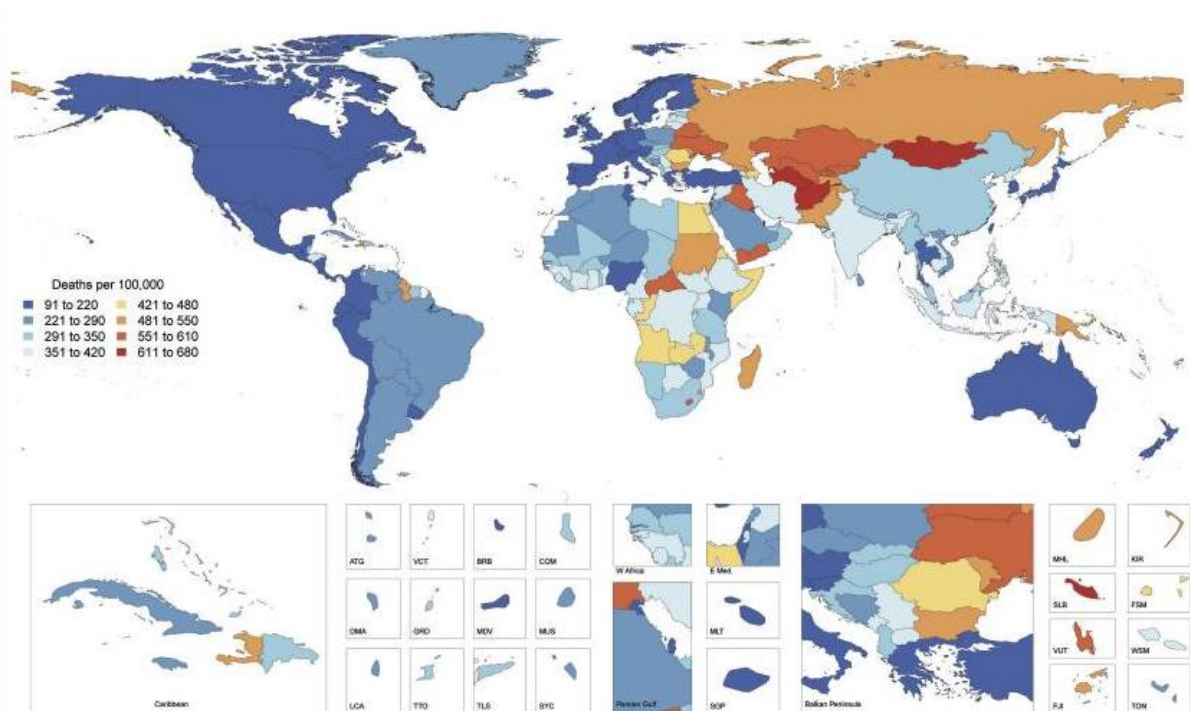 Deaths per 100,000
91 to 220
221 to 290
291 to 350
351 to 420
421 to 480
481 to 550
551 to 610
611 to 680
Caribbean
ATG
VCT
BRB
COM
DMA
GRD
MDV
MUS
LCA
TTO
TLS
SYC
W Africa
E Med.
Persian Gulf
MLT
SGP
Balkan Peninsula
MHL
KIR
SLB
FSM
VUT
WSM
FJI
TON